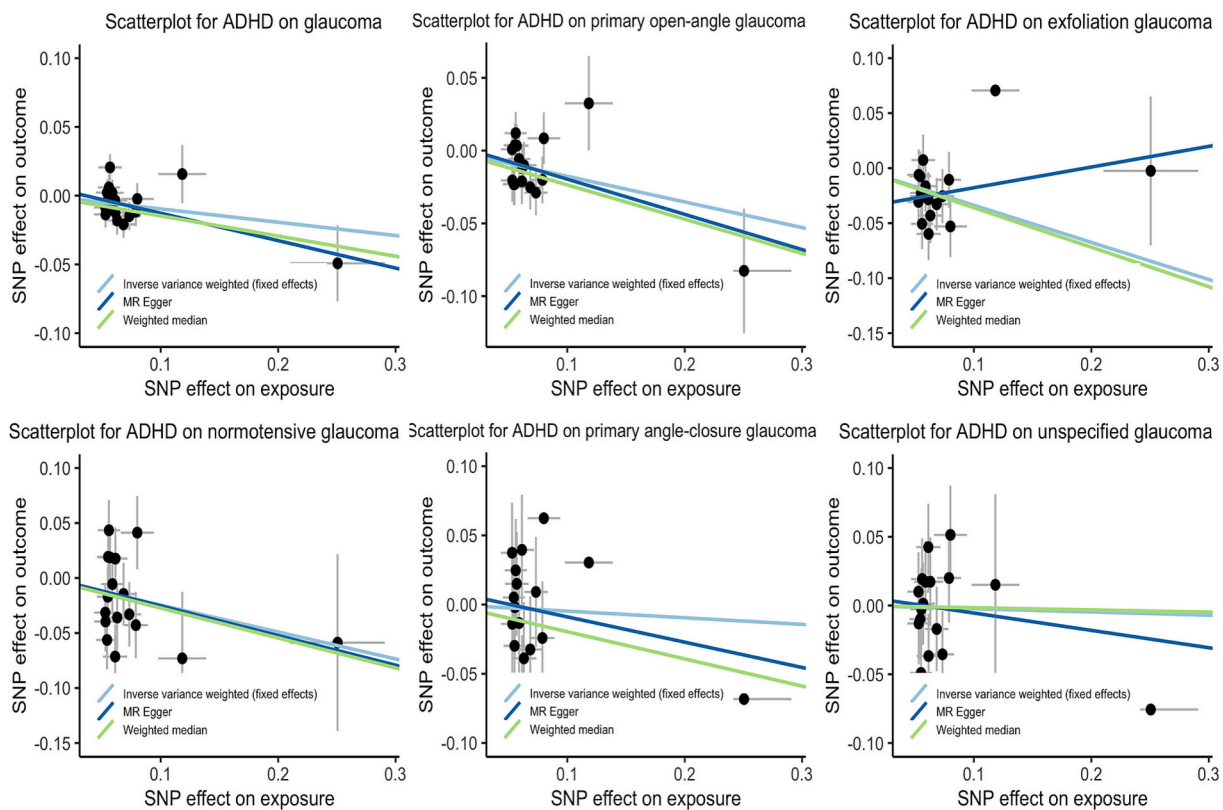 Scatterplot for ADHD on glaucoma
SNP effect on outcome
0.10
0.05
0.00
-0.05
-0.10
Inverse variance weighted (fixed effects)
MR Egger
Weighted median
0.1
0.2
0.3
SNP effect on exposure
Scatterplot for ADHD on primary open-angle glaucoma
SNP effect on outcome
0.05
0.00
-0.05
-0.10
Inverse variance weighted (fixed effects)
MR Egger
Weighted median
0.1
0.2
0.3
SNP effect on exposure
Scatterplot for ADHD on exfoliation glaucoma
SNP effect on outcome
0.10
0.05
0.00
-0.05
-0.10
-0.15
Inverse variance weighted (fixed effects)
MR Egger
Weighted median
0.1
0.2
0.3
SNP effect on exposure
Scatterplot for ADHD on normotensive glaucoma
SNP effect on outcome
0.10
0.05
0.00
-0.05
-0.10
-0.15
Inverse variance weighted (fixed effects)
MR Egger
Weighted median
0.1
0.2
0.3
SNP effect on exposure
Scatterplot for ADHD on primary angle-closure glaucoma
SNP effect on outcome
0.10
0.05
0.00
-0.05
-0.10
Inverse variance weighted (fixed effects)
MR Egger
Weighted median
0.1
0.2
0.3
SNP effect on exposure
Scatterplot for ADHD on unspecified glaucoma
SNP effect on outcome
0.10
0.05
0.00
-0.05
-0.10
Inverse variance weighted (fixed effects)
MR Egger
Weighted median
0.1
0.2
0.3
SNP effect on exposure